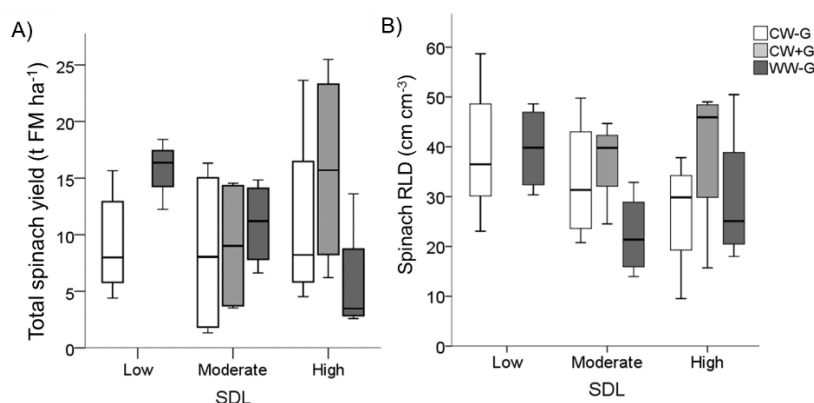 A)
Total spinach yield (t FM ha⁻¹)
25
20
15
10
5
0
Low Moderate High
SDL
B)
Spinach RLD (cm cm⁻³)
60
50
40
30
20
10
0
Low Moderate High
SDL
CW-G
CW+G
WW-G